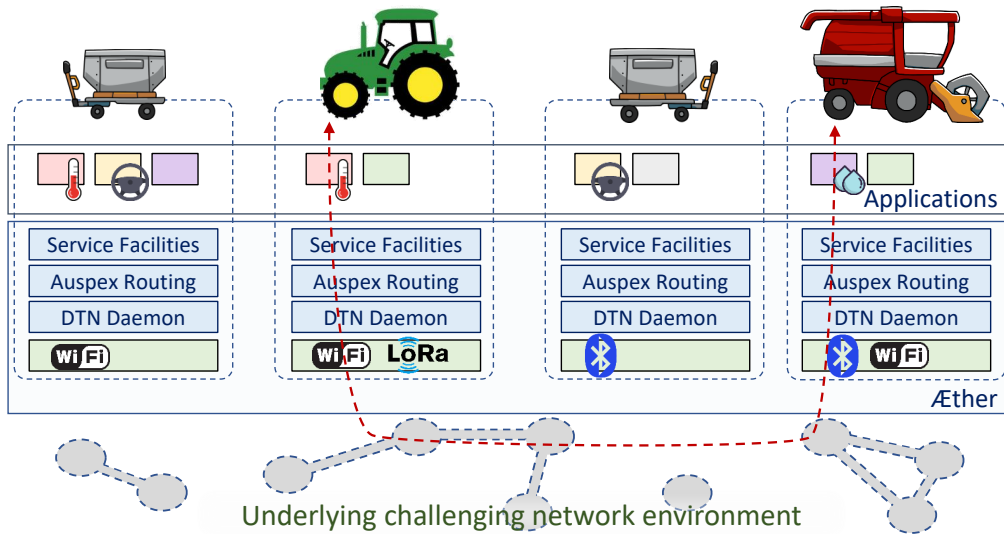 Applications
Service Facilities
Service Facilities
Service Facilities
Service Facilities
Auspex Routing
Auspex Routing
Auspex Routing
Auspex Routing
DTN Daemon
DTN Daemon
DTN Daemon
DTN Daemon
WiFi
WiFi LoRa
WiFi
Æther
Underlying challenging network environment